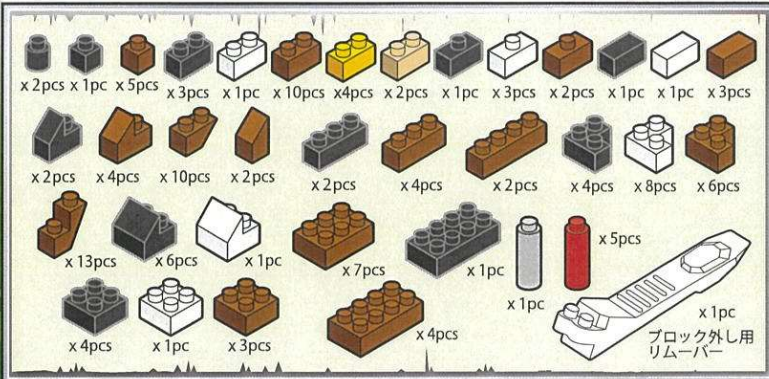 x 2pcs x 1pc x 5pcs x 3pcs x 1pc x 10pcs x4pcs x 2pcs x 1pc x 3pcs x 2pcs x 1pc x 1pc x 3pcs
x 2pcs x 4pcs x 10pcs x 2pcs x 2pcs x 4pcs x 2pcs x 4pcs x 8pcs x 6pcs
x 13pcs x 6pcs x 1pc x 7pcs x 1pc x 1pc x 5pcs
x 4pcs x 1pc x 3pcs x 4pcs x 1pc
ブロック外し用
リムーバー